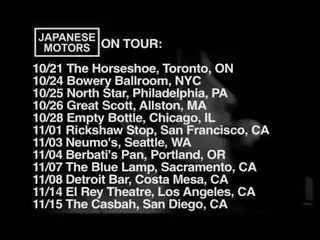 JAPANESE
MOTORS
ON TOUR:
10/21 The Horseshoe, Toronto, ON
10/24 Bowery Ballroom, NYC
10/25 North Star, Philadelphia, PA
10/26 Great Scott, Allston, MA
10/28 Empty Bottle, Chicago, IL
11/01 Rickshaw Stop, San Francisco, CA
11/03 Neumo's, Seattle, WA
11/04 Berbati's Pan, Portland, OR
11/07 The Blue Lamp, Sacramento, CA
11/08 Detroit Bar, Costa Mesa, CA
11/14 El Rey Theatre, Los Angeles, CA
11/15 The Casbah, San Diego, CA